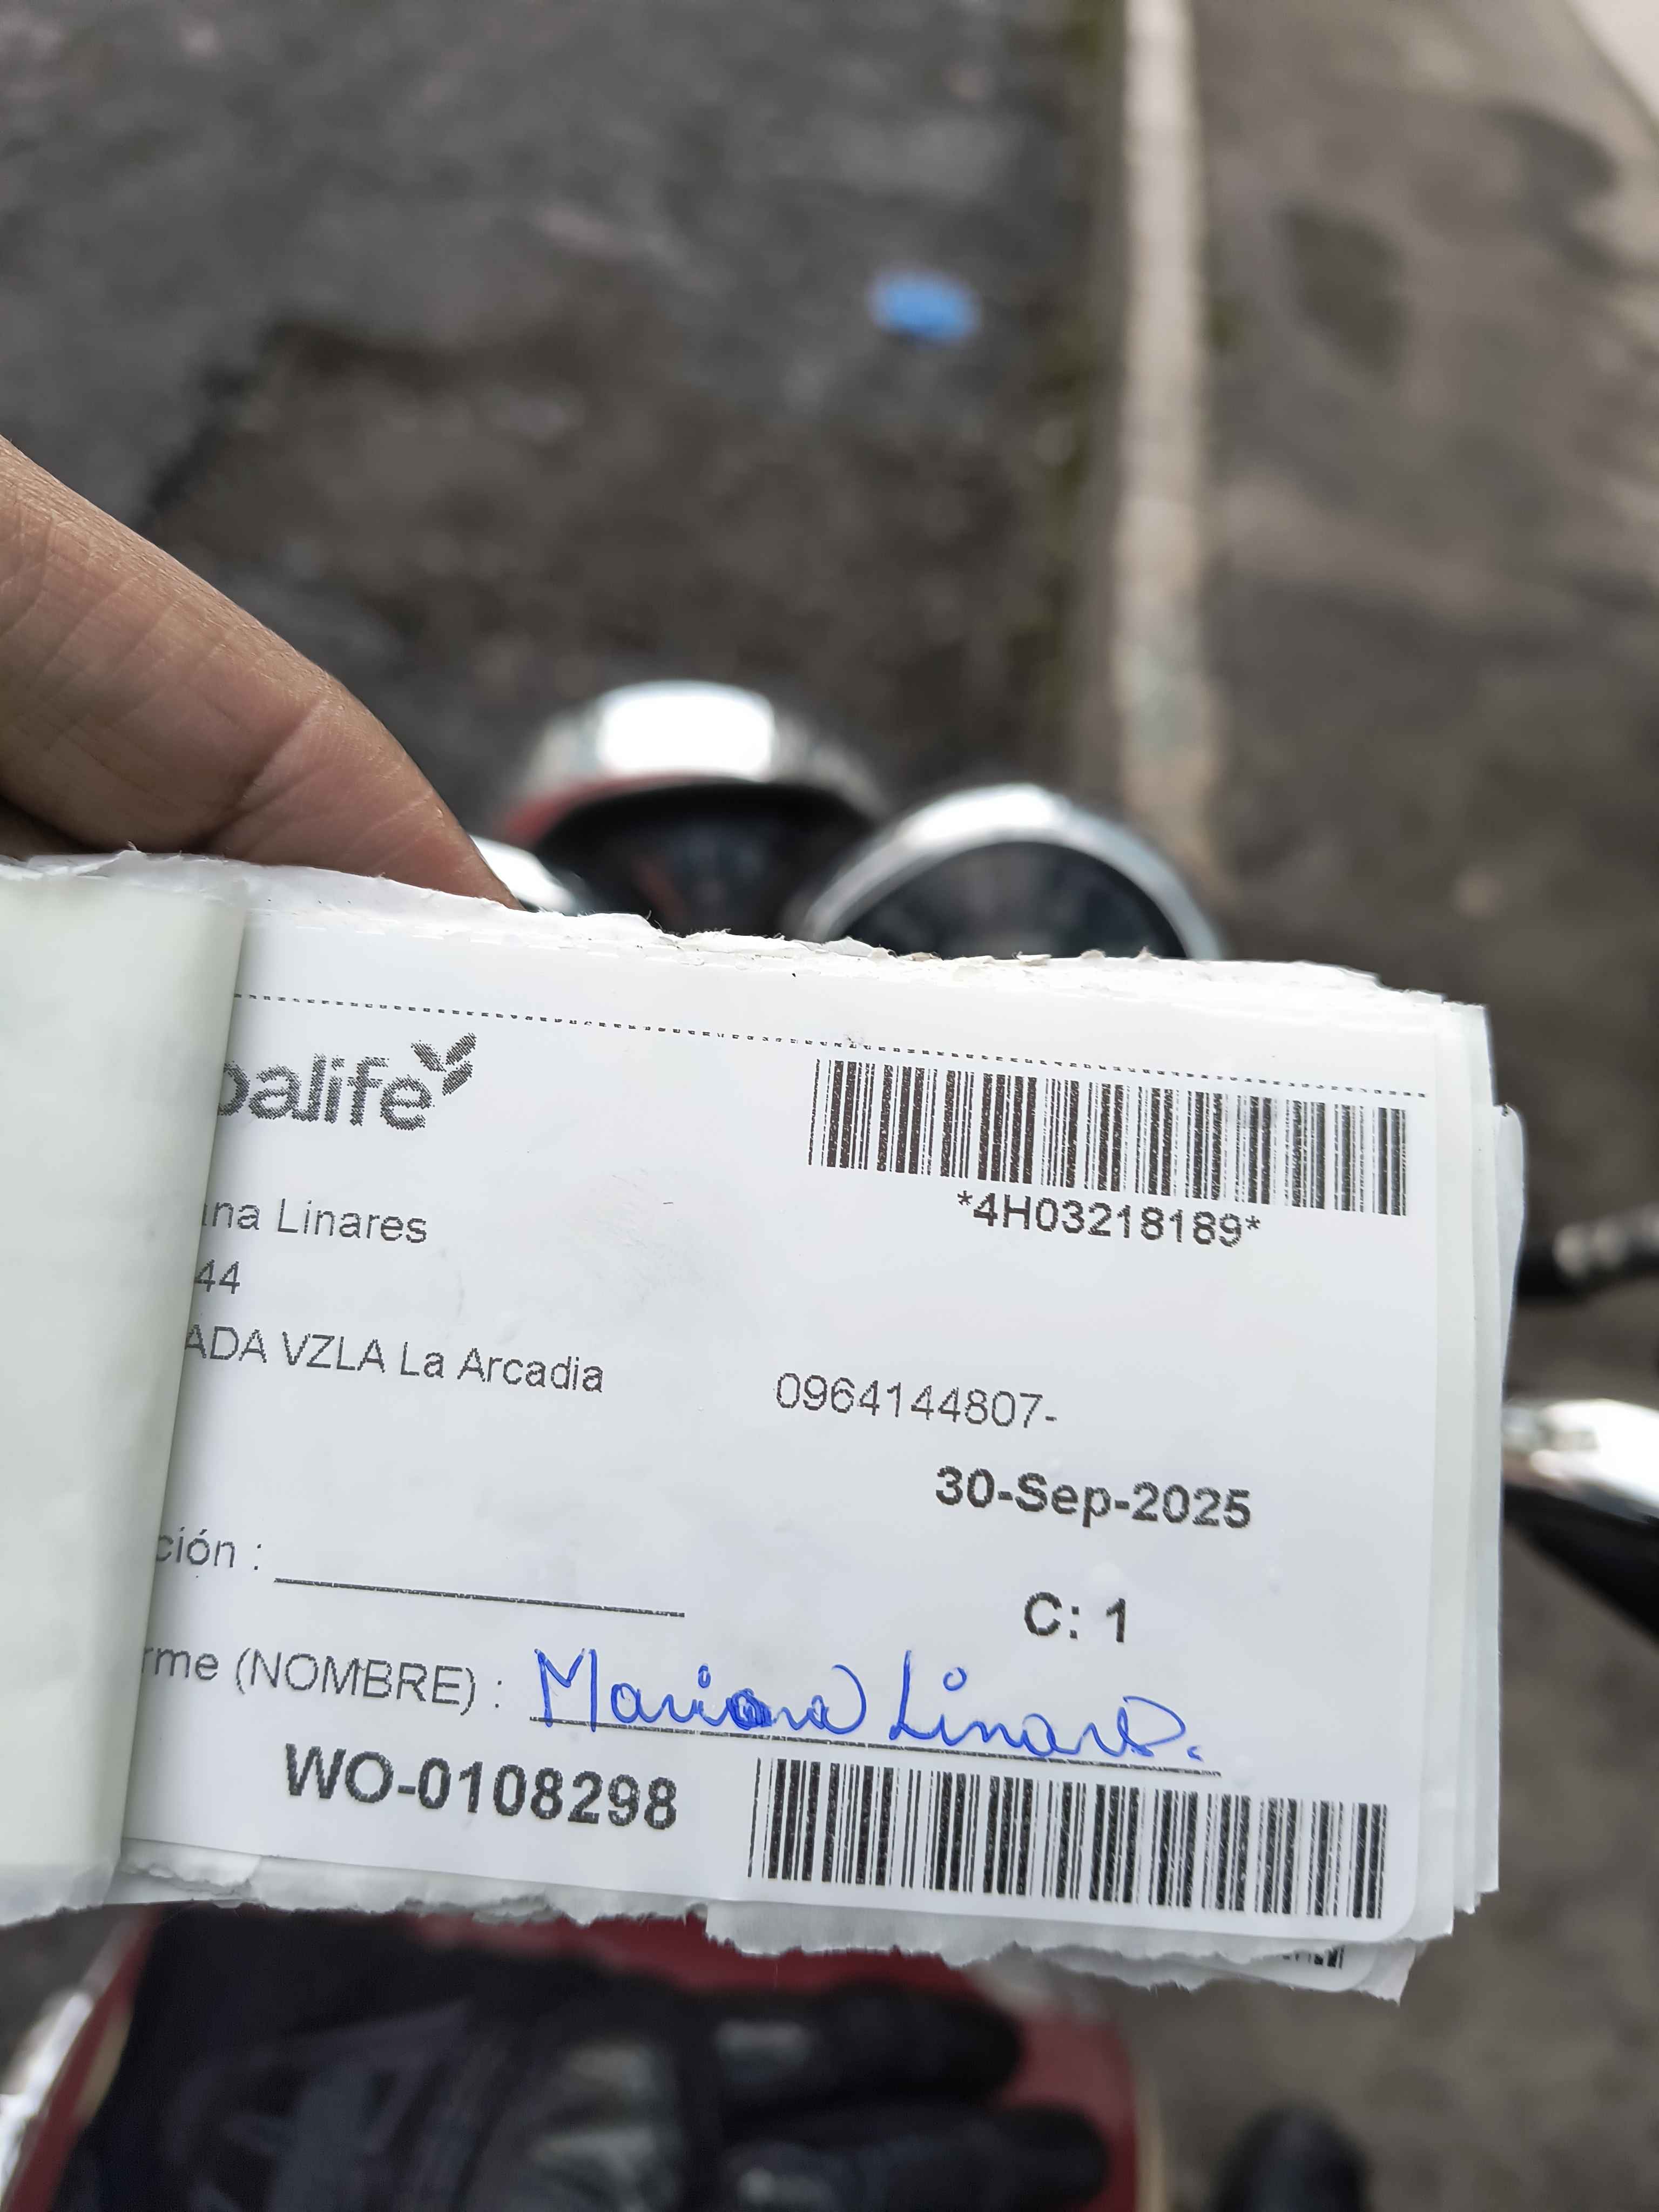 balife
*4H03218189*
ana Linares
44
ADA VZLA La Arcadia
0964144807-
30-Sep-2025
ción :
C: 1
rme (NOMBRE) : Mariana Linares.
WO-0108298